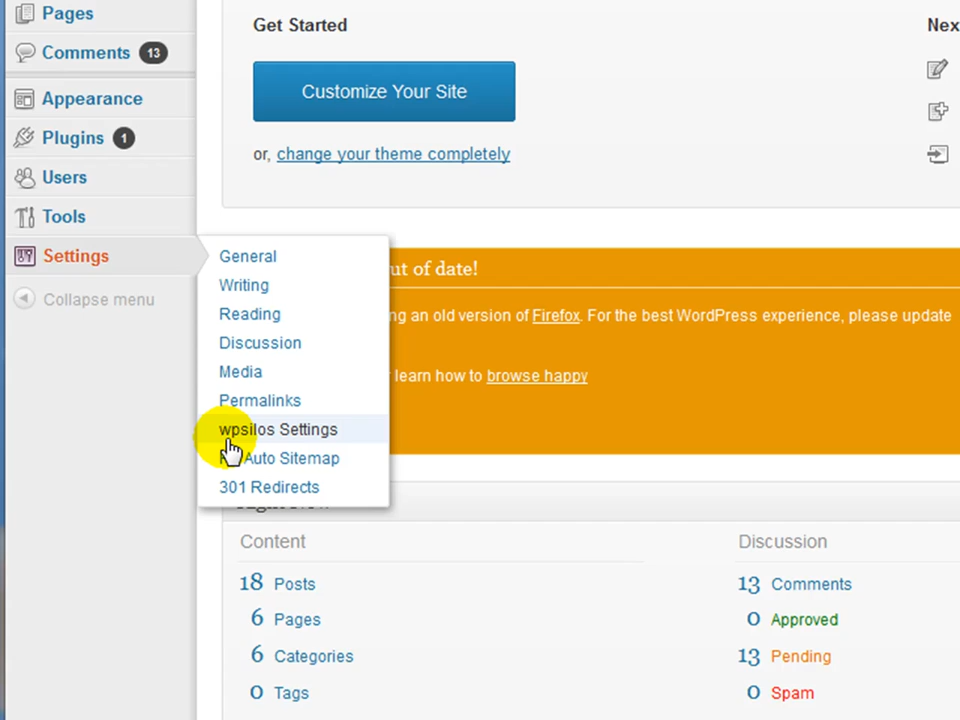 Pages
Comments 13
Appearance
Plugins 1
Users
Tools
Settings
Collapse menu
General
Writing
Reading
Discussion
Media
Permalinks
wpsilos Settings
Auto Sitemap
301 Redirects
Get Started
Customize Your Site
or, change your theme completely
Nex
ut of date!
ng an old version of Firefox. For the best WordPress experience, please update
learn how to browse happy
Content
18 Posts
6 Pages
6 Categories
0 Tags
Discussion
13 Comments
0 Approved
13 Pending
0 Spam